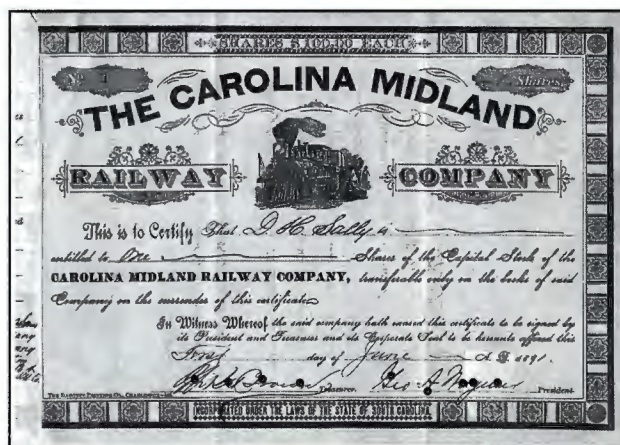 SHARES $100.00 EACH
No. 1 Shares
THE CAROLINA MIDLAND
RAILWAY COMPANY
This is to Certify That D. H. Sally is
entitled to One Shares of the Capital Stock of the
CAROLINA MIDLAND RAILWAY COMPANY, transferable only on the books of said
Company on the surrender of this certificate
In Witness Whereof, the said company hath caused this certificate to be signed by
its President and Treasurer and its Corporate Seal to be hereunto affixed this
First day of June A.D. 1891.
Treasurer. Geo A Wagener President
INCORPORATED UNDER THE LAWS OF THE STATE OF SOUTH CAROLINA.